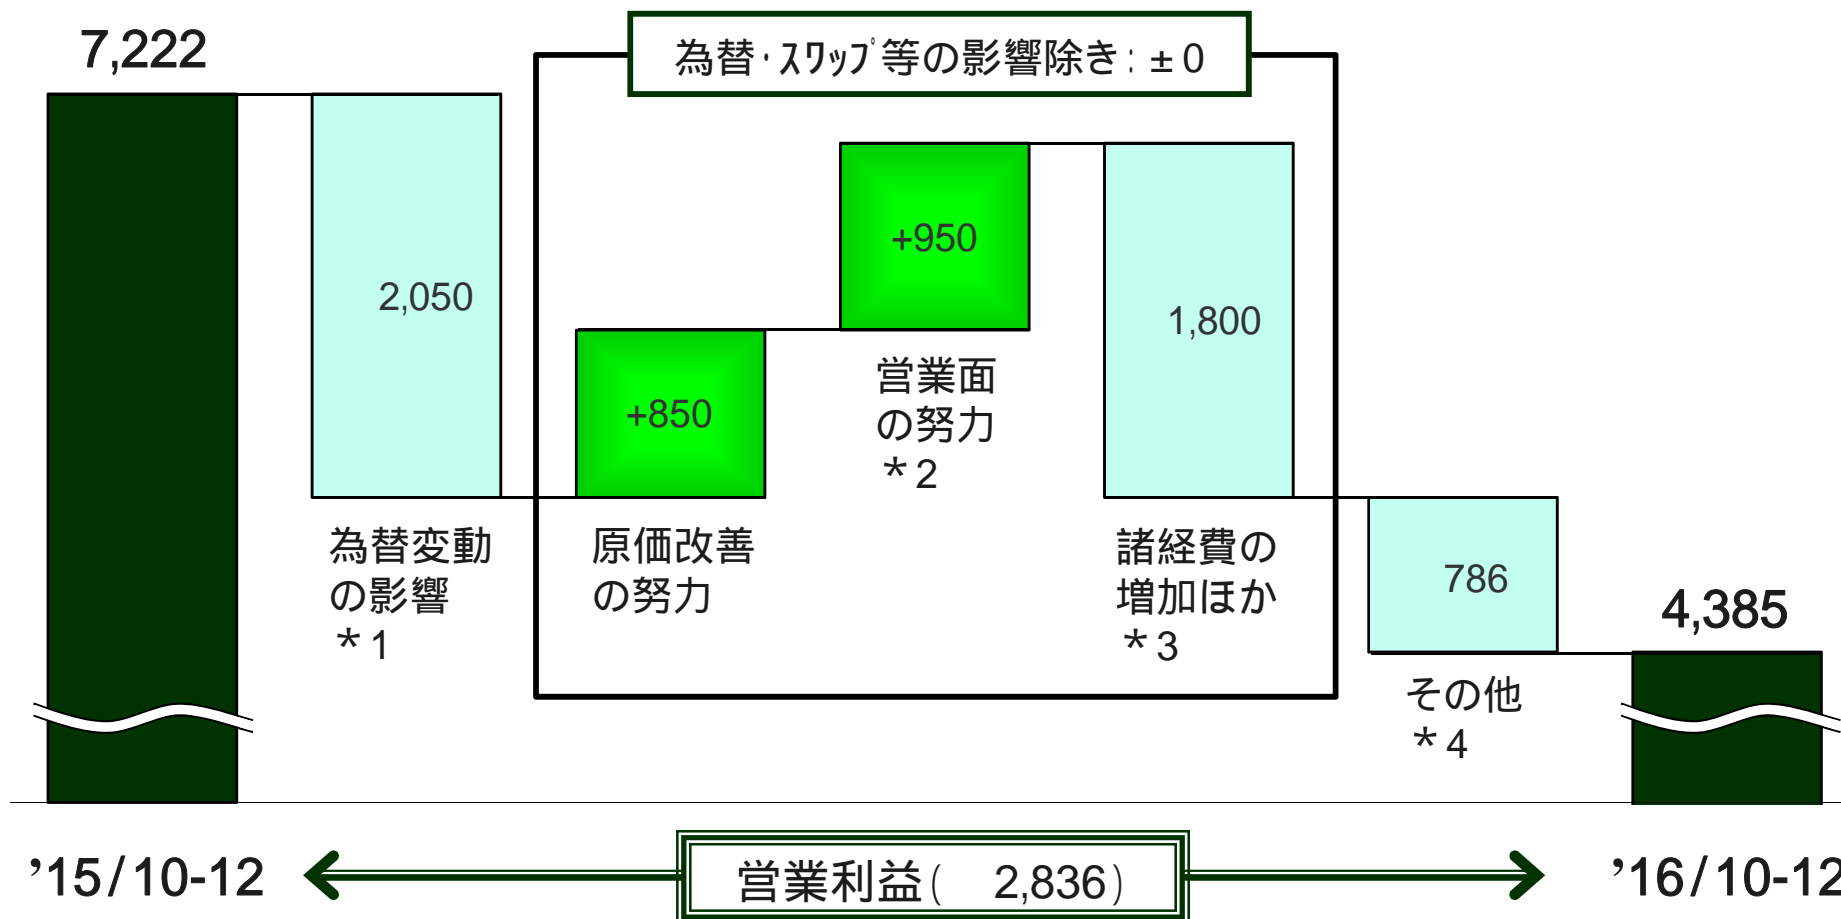 7,222
為替・スワップ等の影響除き：±0
2,050
+850
+950
1,800
786
4,385
為替変動
の影響
＊1
原価改善
の努力
営業面
の努力
＊2
諸経費の
増加ほか
＊3
その他
＊4
’15/10-12
営業利益(　2,836)
’16/10-12